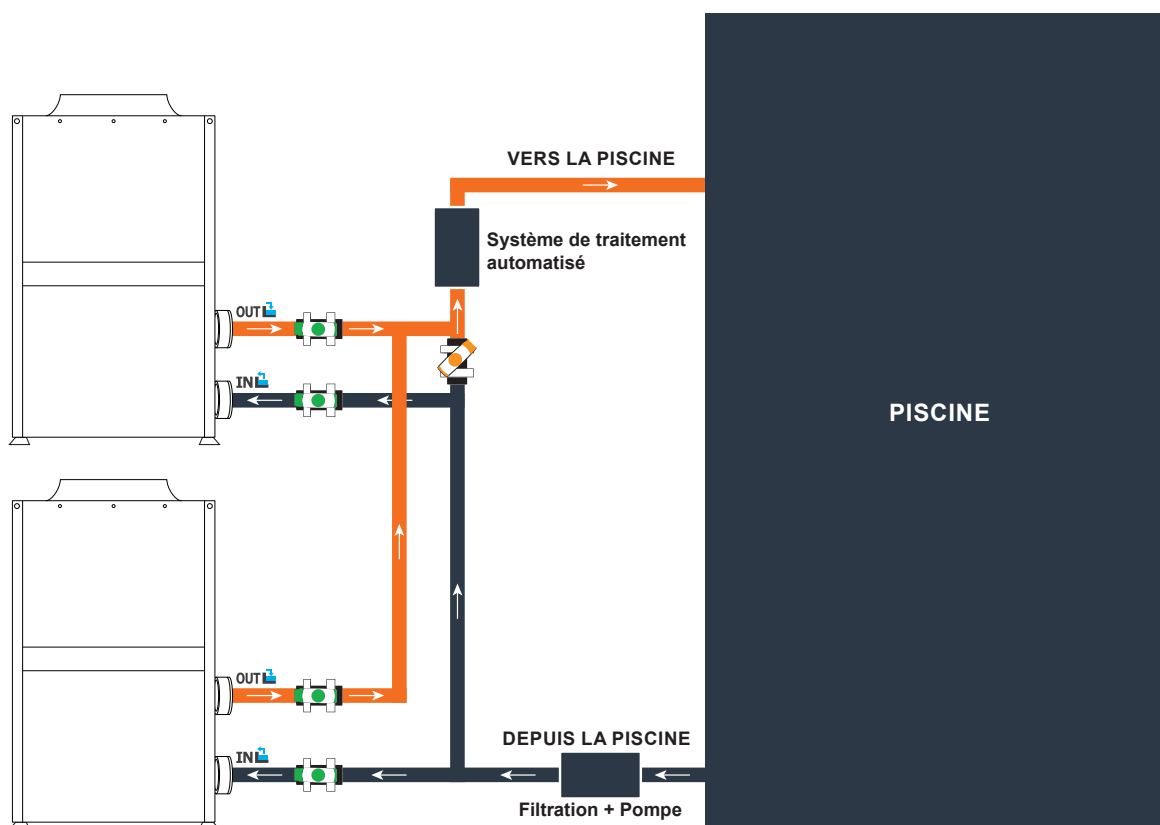 VERS LA PISCINE
Système de traitement
automatisé
OUT
IN
PISCINE
OUT
IN
DEPUIS LA PISCINE
Filtration + Pompe